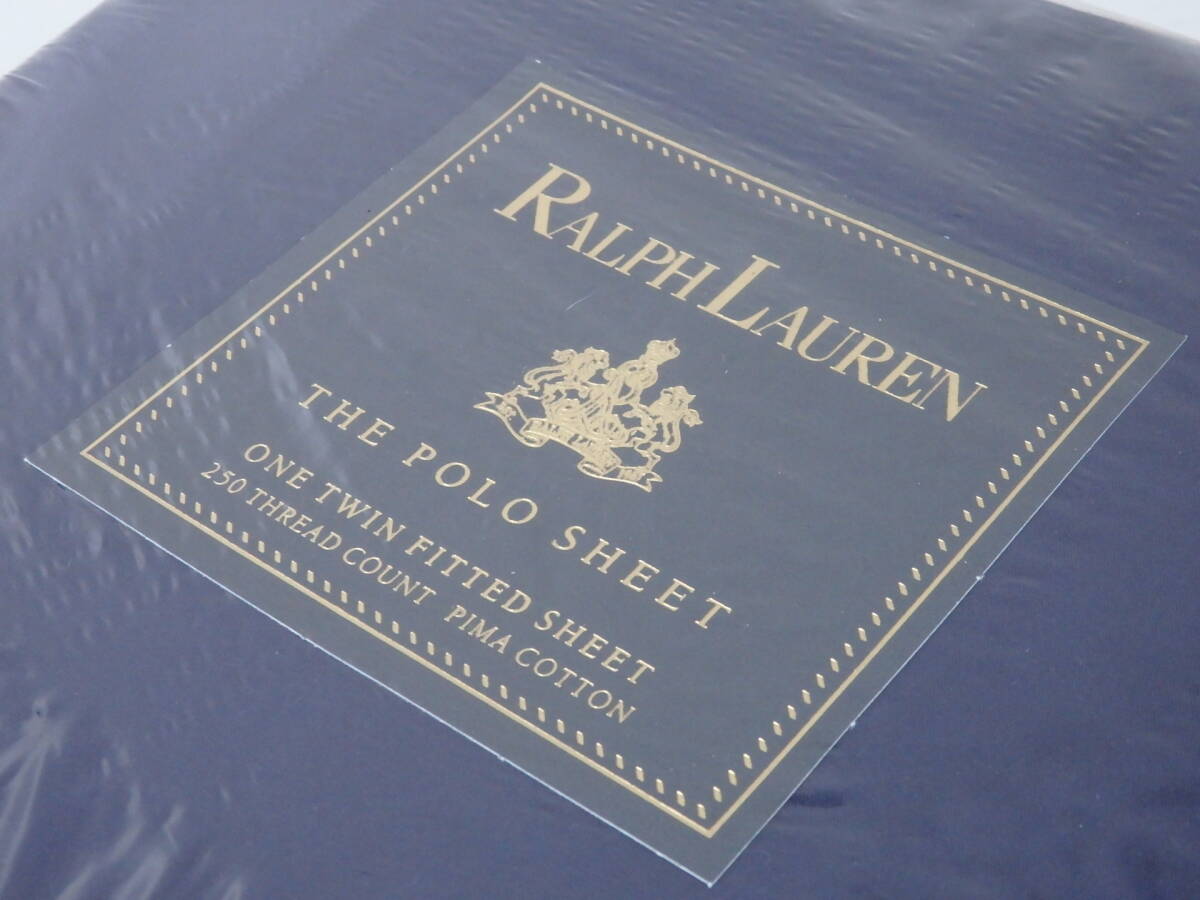 RALPH LAUREN
THE POLO SHEET
ONE TWIN FITTED SHEET
250 THREAD COUNT PIMA COTTON